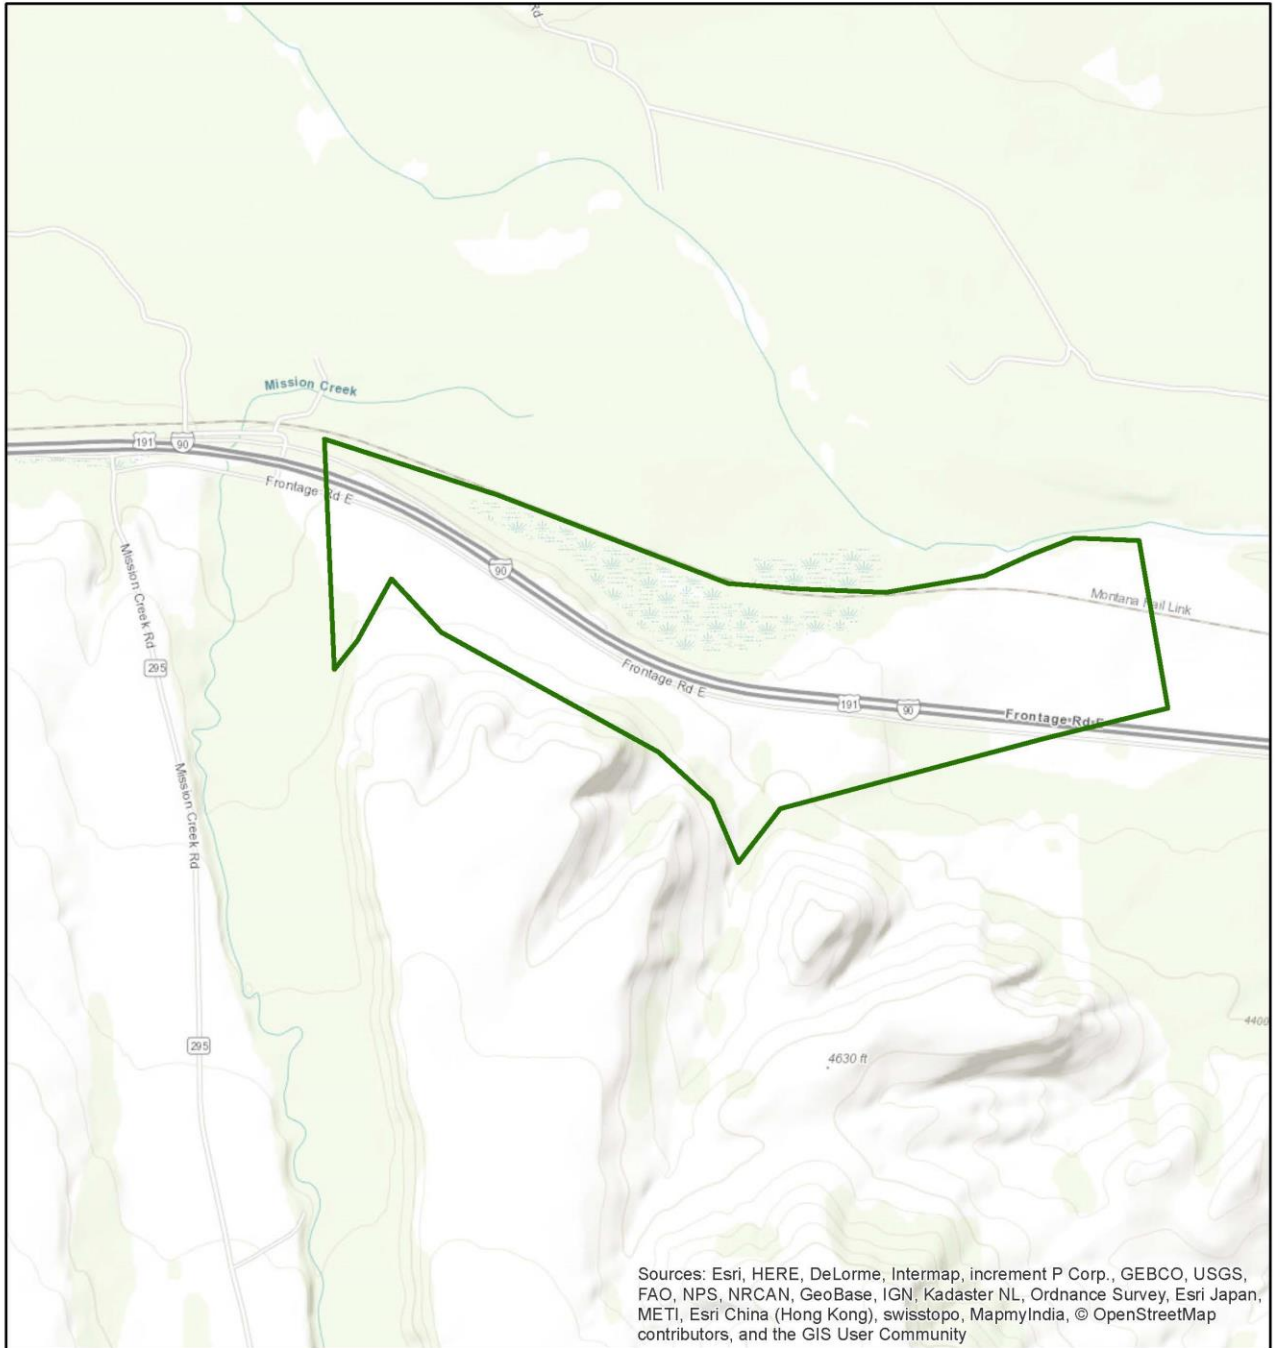 Rd
Mission Creek
191
90
Frontage Rd E
Mission Creek Rd
90
295
Montana Rail Link
Frontage Rd E
191
90
Frontage Rd E
Mission Creek Rd
4400
295
4630 ft
Sources: Esri, HERE, DeLorme, Intermap, increment P Corp., GEBCO, USGS,
FAO, NPS, NRCAN, GeoBase, IGN, Kadaster NL, Ordnance Survey, Esri Japan,
METI, Esri China (Hong Kong), swisstopo, MapmyIndia, © OpenStreetMap
contributors, and the GIS User Community